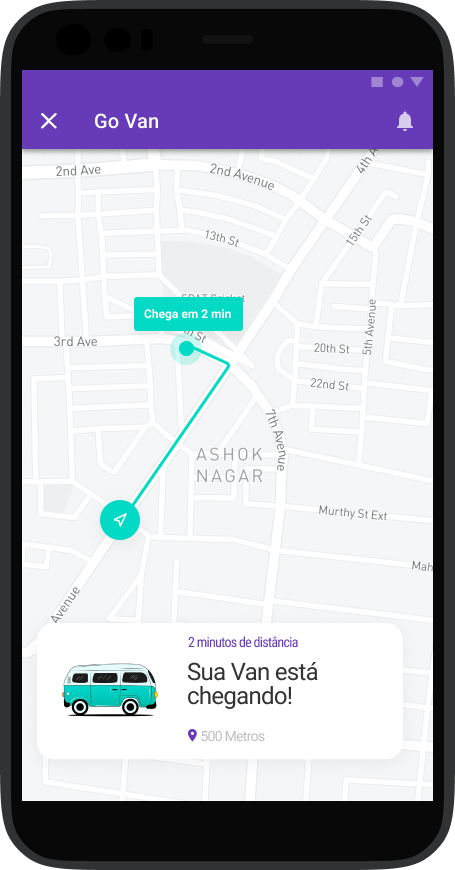 Go Van
2nd Ave
2nd Avenue
4th A
13th St
15th St
5th Avenue
Chega em 2 min
h St
3rd Ave
20th St
22nd St
7th Avenue
ASHOK
NAGAR
Murthy St Ext
Mah
Avenue
2 minutos de distância
Sua Van está
chegando!
500 Metros